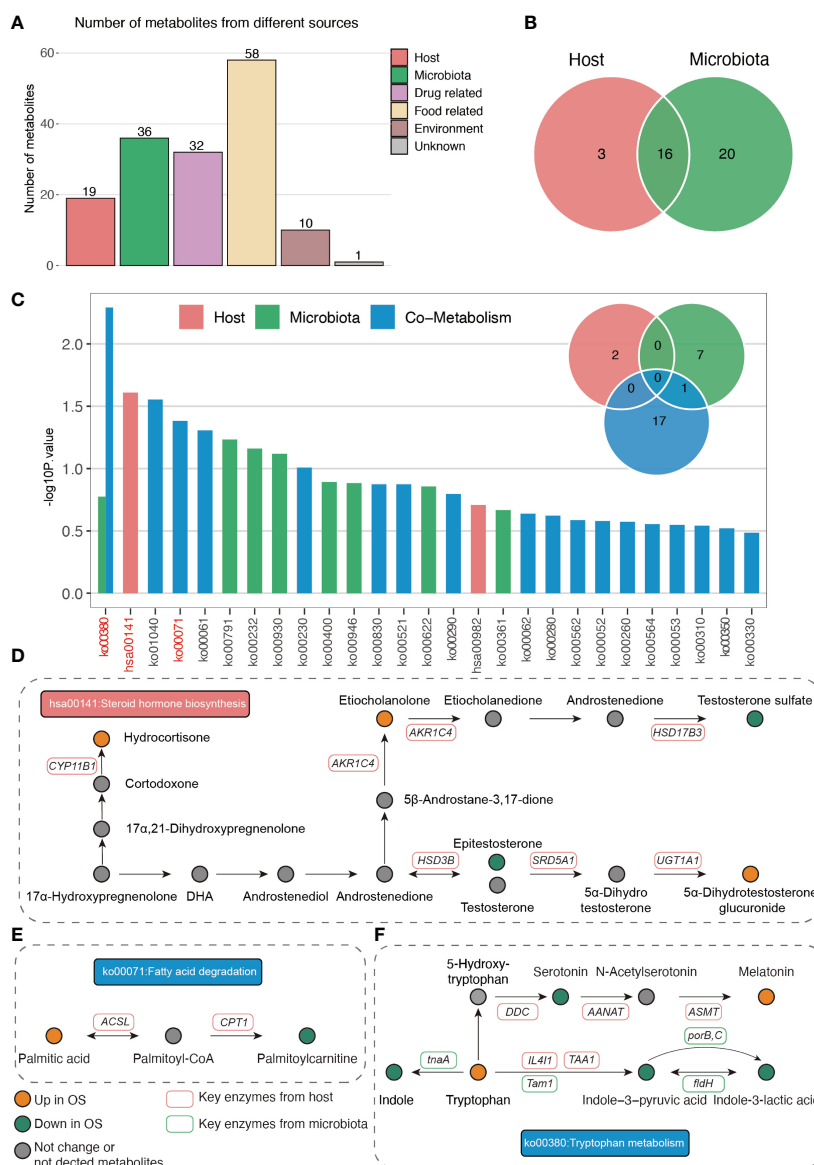 A
Number of metabolites from different sources
Number of metabolites
60
40
20
0
19
36
32
58
10
1
Host
Microbiota
Drug related
Food related
Environment
Unknown
B
Host
Microbiota
3
16
20
C
Host
Microbiota
Co-Metabolism
-log10P.value
2.0
1.5
1.0
0.5
0.0
2
0
7
0
0
1
17
ko00380
hsa00141
ko01040
ko00071
ko00061
ko00791
ko00232
ko00930
ko00230
ko00400
ko00946
ko00830
ko00521
ko00622
ko00290
hsa00982
ko00361
ko00062
ko00280
ko00562
ko00052
ko00260
ko00564
ko00053
ko00310
ko00350
ko00330
D
hsa00141:Steroid hormone biosynthesis
Hydrocortisone
CYP11B1
Cortodoxone
17α,21-Dihydroxypregnenolone
17α-Hydroxypregnenolone
DHA
Androstenediol
Androstenedione
Etiocholanolone
Etiocholanedione
Androstenedione
Testosterone sulfate
AKR1C4
HSD17B3
AKR1C4
5β-Androstane-3,17-dione
HSD3B
Epitestosterone
Testosterone
SRD5A1
5α-Dihydro
testosterone
UGT1A1
5α-Dihydrotestosterone
glucuronide
E
ko00071:Fatty acid degradation
ACSL
CPT1
Palmitic acid
Palmitoyl-CoA
Palmitoylcarnitine
Up in OS
Down in OS
Not change or
not dected metabolites
Key enzymes from host
Key enzymes from microbiota
F
5-Hydroxy-
tryptophan
Serotonin
N-Acetylserotonin
Melatonin
DDC
AANAT
ASMT
porB,C
tnaA
IL4I1
TAA1
Tam1
fldH
Indole
Tryptophan
Indole-3-pyruvic acid
Indole-3-lactic acid
ko00380:Tryptophan metabolism